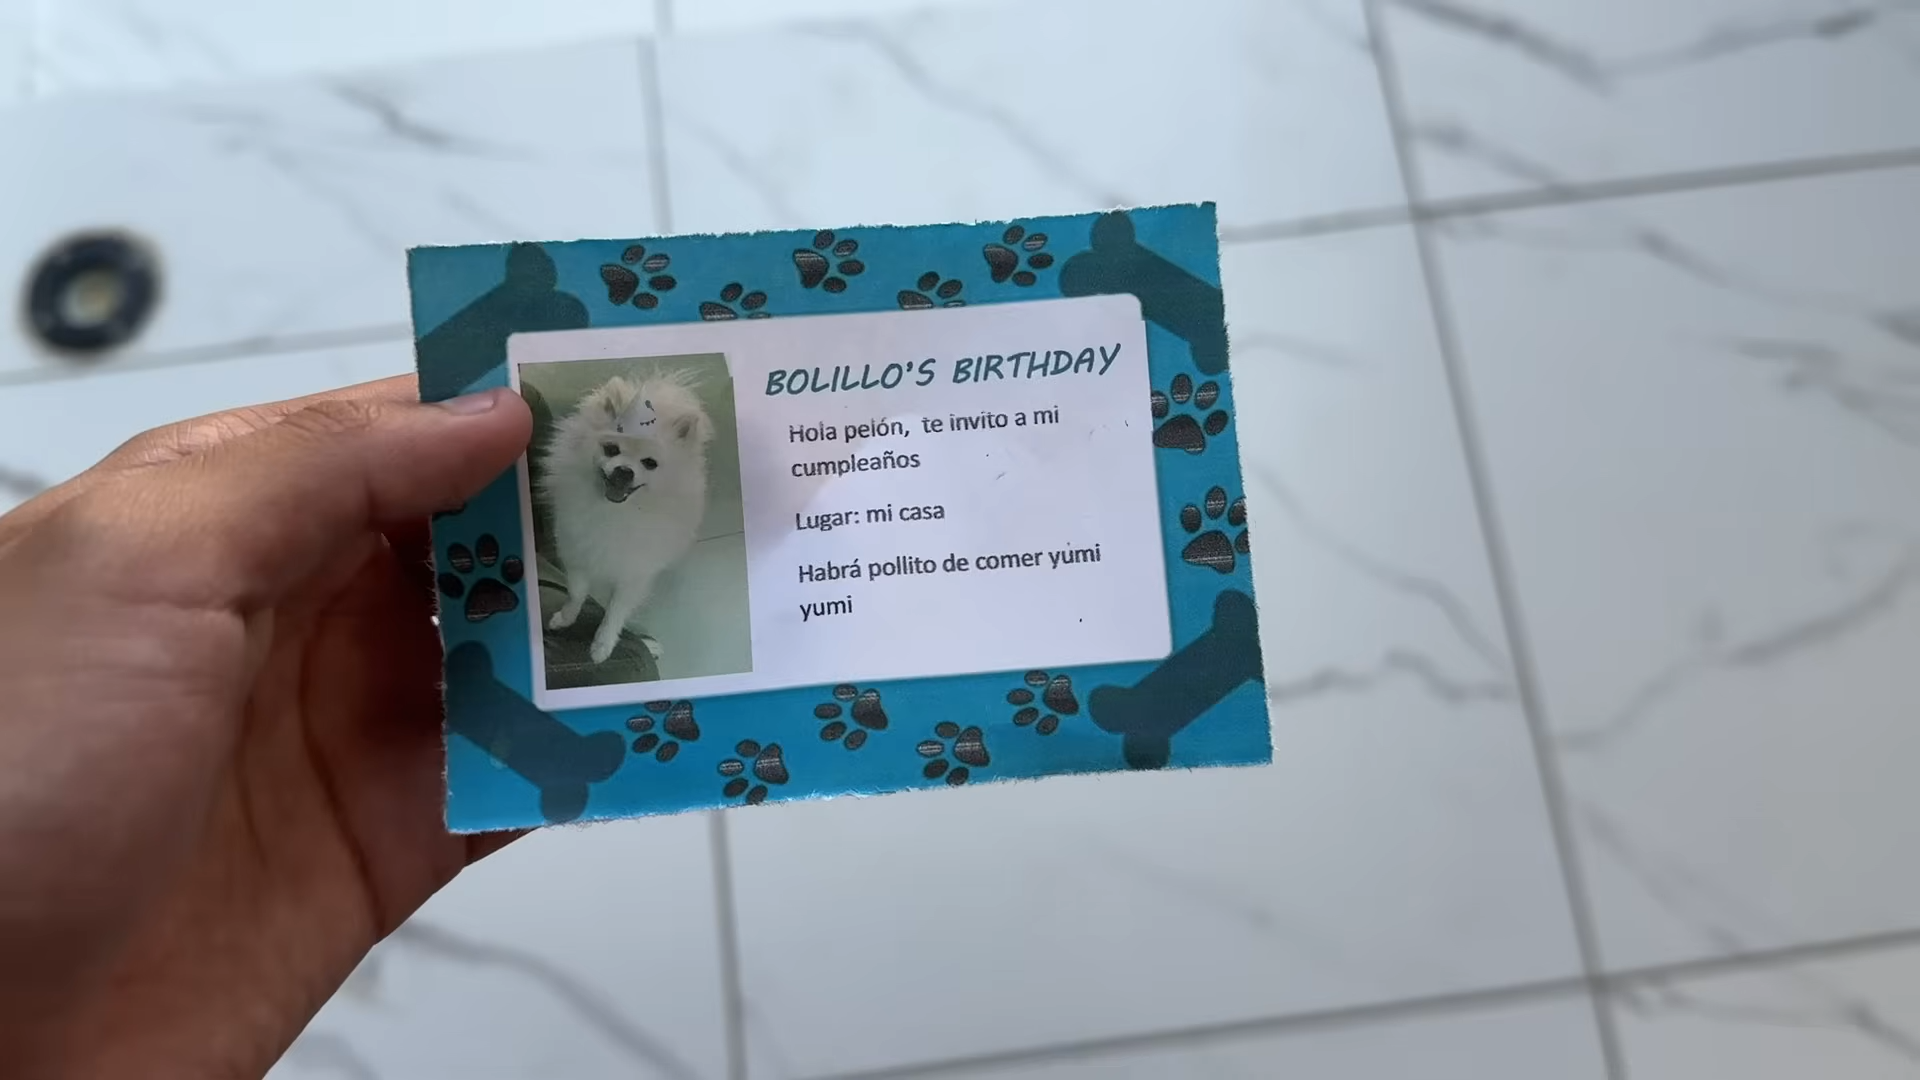 BOLILLO'S BIRTHDAY
Hola pelón, te invito a mi
cumpleaños
Lugar: mi casa
Habrá pollito de comer yumi
yumi